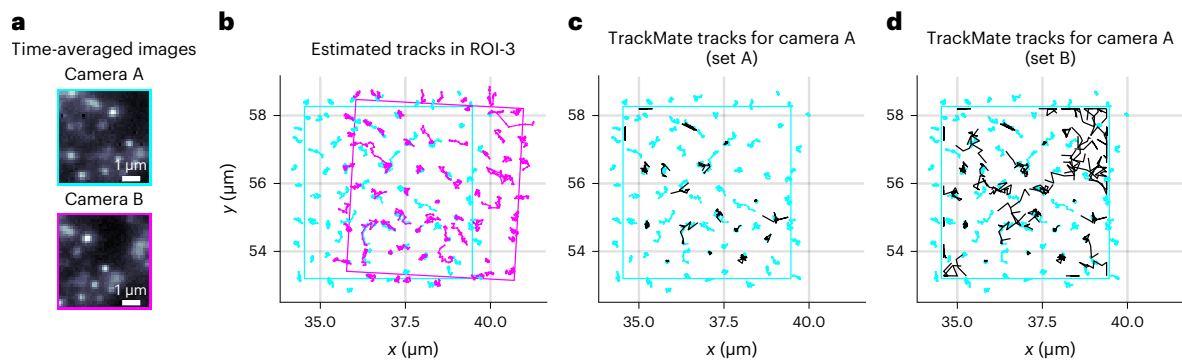 a
Time-averaged images
Camera A
1 μm
Camera B
1 μm
b
Estimated tracks in ROI-3
58
56
54
y (μm)
35.0 37.5 40.0
x (μm)
c
TrackMate tracks for camera A
(set A)
58
56
54
35.0 37.5 40.0
x (μm)
d
TrackMate tracks for camera A
(set B)
58
56
54
35.0 37.5 40.0
x (μm)